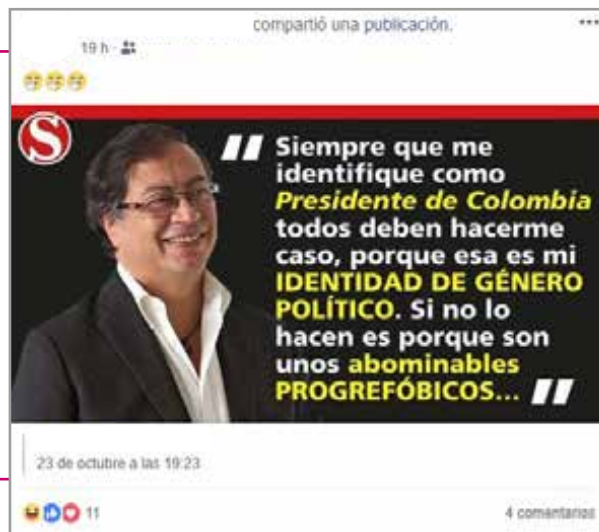 compartió una publicación.
19 h ·
S
Siempre que me
identifique como
Presidente de Colombia
todos deben hacerme
caso, porque esa es mi
IDENTIDAD DE GÉNERO
POLÍTICO. Si no lo
hacen es porque son
unos abominables
PROGREFÓBICOS...
23 de octubre a las 19:23
11
4 comentarios